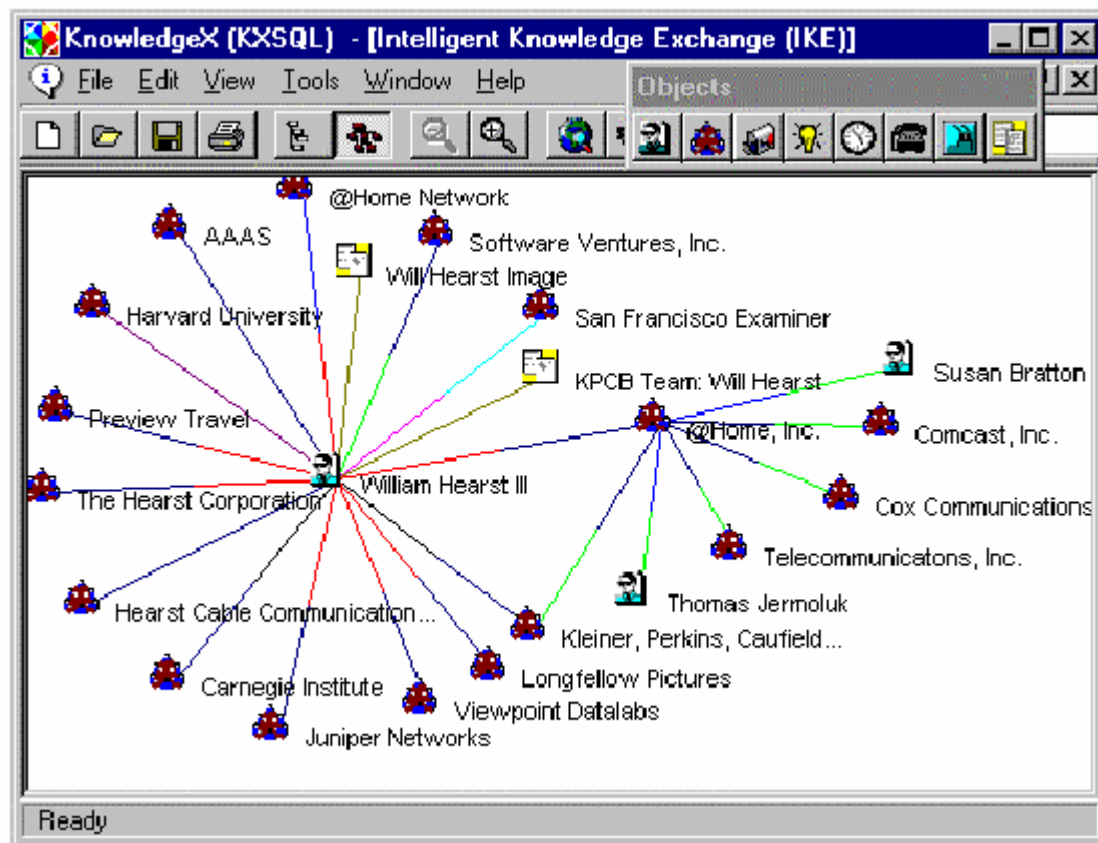 KnowledgeX (KXSQL) - [Intelligent Knowledge Exchange (IKE)]
File Edit View Tools Window Help
Objects
@Home Network
AAAS
Software Ventures, Inc.
Will Hearst Image
Harvard University
San Francisco Examiner
KPCB Team: Will Hearst
Susan Bratton
Preview Travel
@Home, Inc.
Comcast, Inc.
William Hearst III
The Hearst Corporation
Cox Communications
Telecommunicatons, Inc.
Thomas Jermoluk
Hearst Cable Communication...
Kleiner, Perkins, Caufield...
Carnegie Institute
Longfellow Pictures
Viewpoint Datalabs
Juniper Networks
Ready